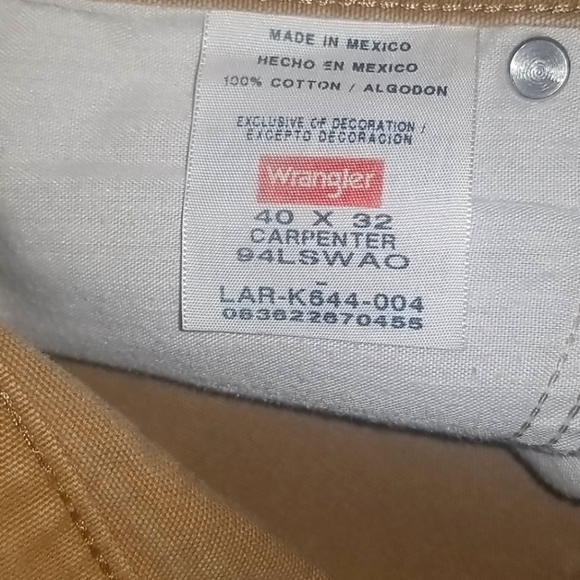 MADE IN MEXICO
HECHO EN MEXICO
100% COTTON / ALGODON
EXCLUSIVE OF DECORATION /
EXCEPTO DECORACION
Wrangler
40 X 32
CARPENTER
94LSWAO
-
LAR-K644-004
083622670455